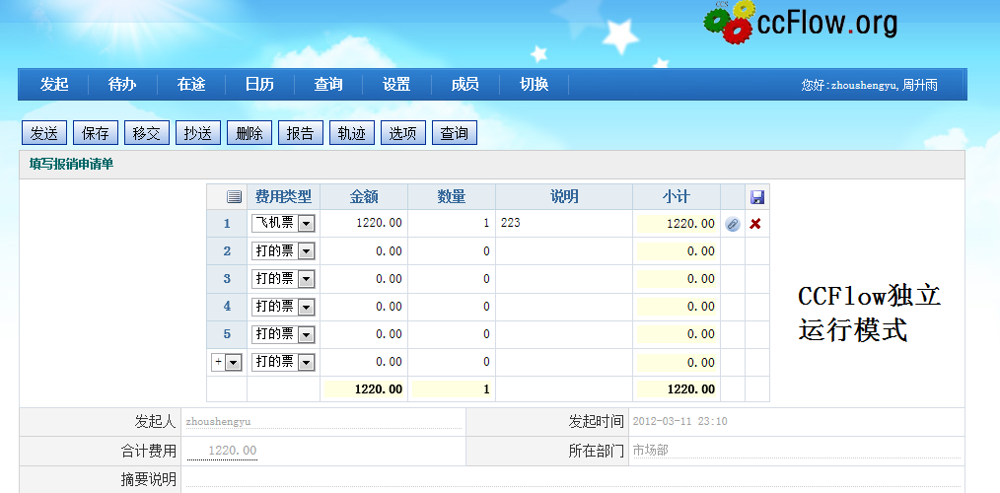 CCS
ccFlow.org
发起 待办 在途 日历 查询 设置 成员 切换 您好:zhoushengyu,周升雨
发送 保存 移交 抄送 删除 报告 轨迹 选项 查询
填写报销申请单
费用类型 金额 数量 说明 小计
1 飞机票 1220.00 1 223 1220.00
2 打的票 0.00 0 0.00
3 打的票 0.00 0 0.00
4 打的票 0.00 0 0.00
5 打的票 0.00 0 0.00
+ 打的票 0.00 0 0.00
1220.00 1 1220.00
CCFlow独立
运行模式
发起人 zhoushengyu 发起时间 2012-03-11 23:10
合计费用 1220.00 所在部门 市场部
摘要说明